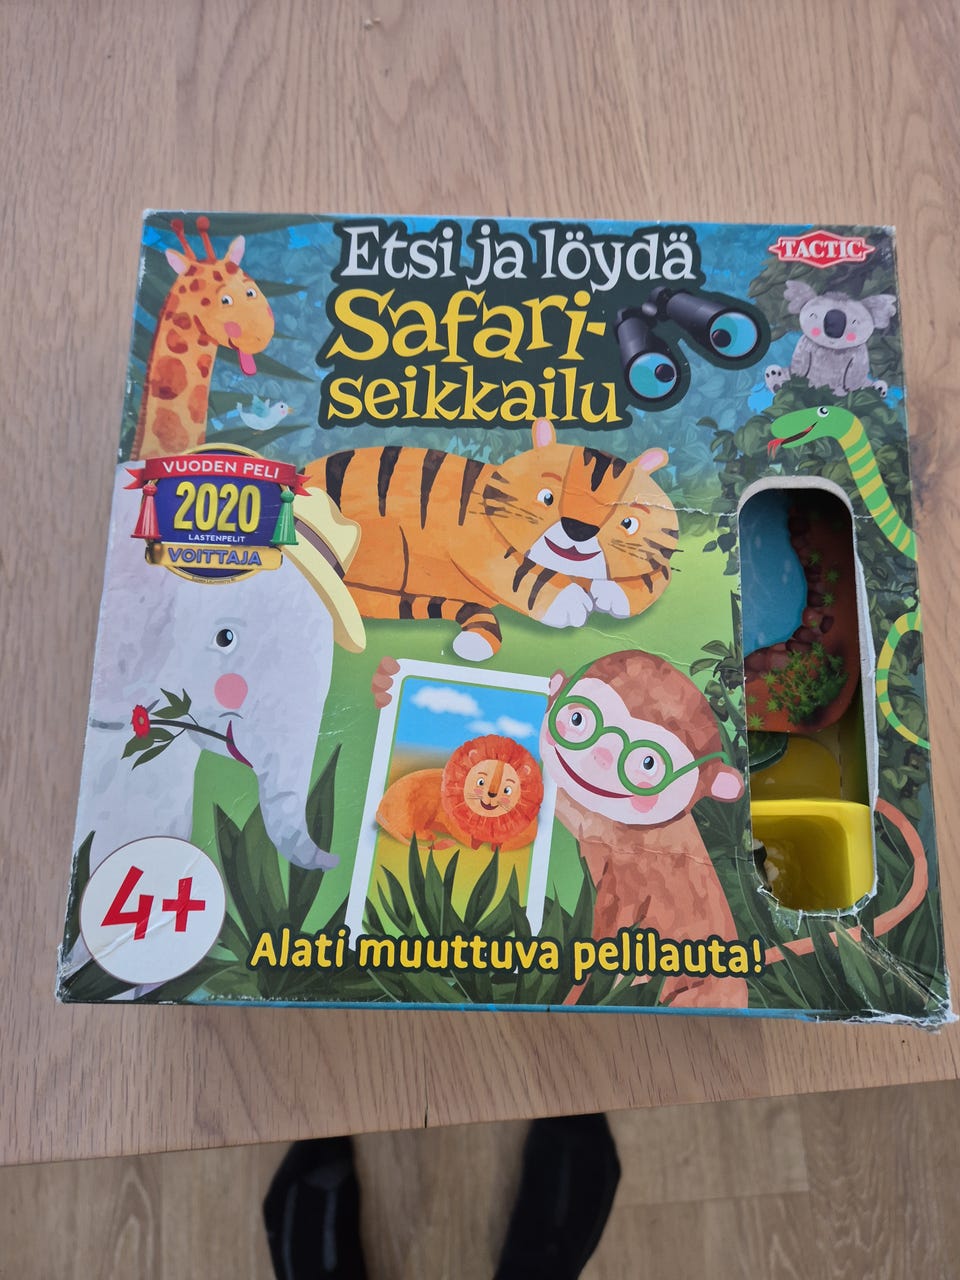 Etsi ja löydä
Safari-
seikkailu
TACTIC
VUODEN PELI
2020
LASTENPELIT
VOITTAJA
4+
Alati muuttuva pelilauta!